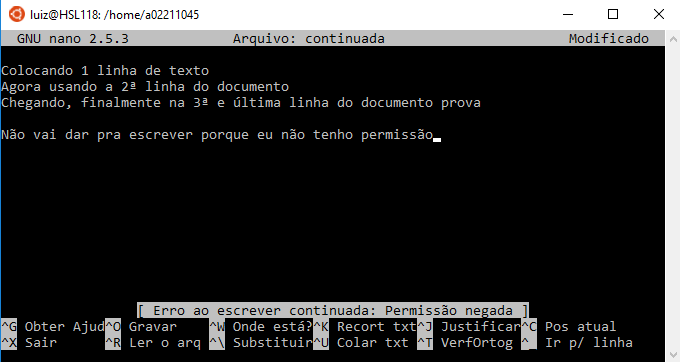 luiz@HSL118: /home/a02211045
GNU nano 2.5.3 Arquivo: continuada Modificado
Colocando 1 linha de texto
Agora usando a 2ª linha do documento
Chegando, finalmente na 3ª e última linha do documento prova
Não vai dar pra escrever porque eu não tenho permissão
[ Erro ao escrever continuada: Permissão negada ]
^G Obter Ajud^O Gravar ^W Onde está?^K Recort txt^J Justificar^C Pos atual
^X Sair ^R Ler o arq ^\ Substituir^U Colar txt ^T VerfOrtog ^_ Ir p/ linha